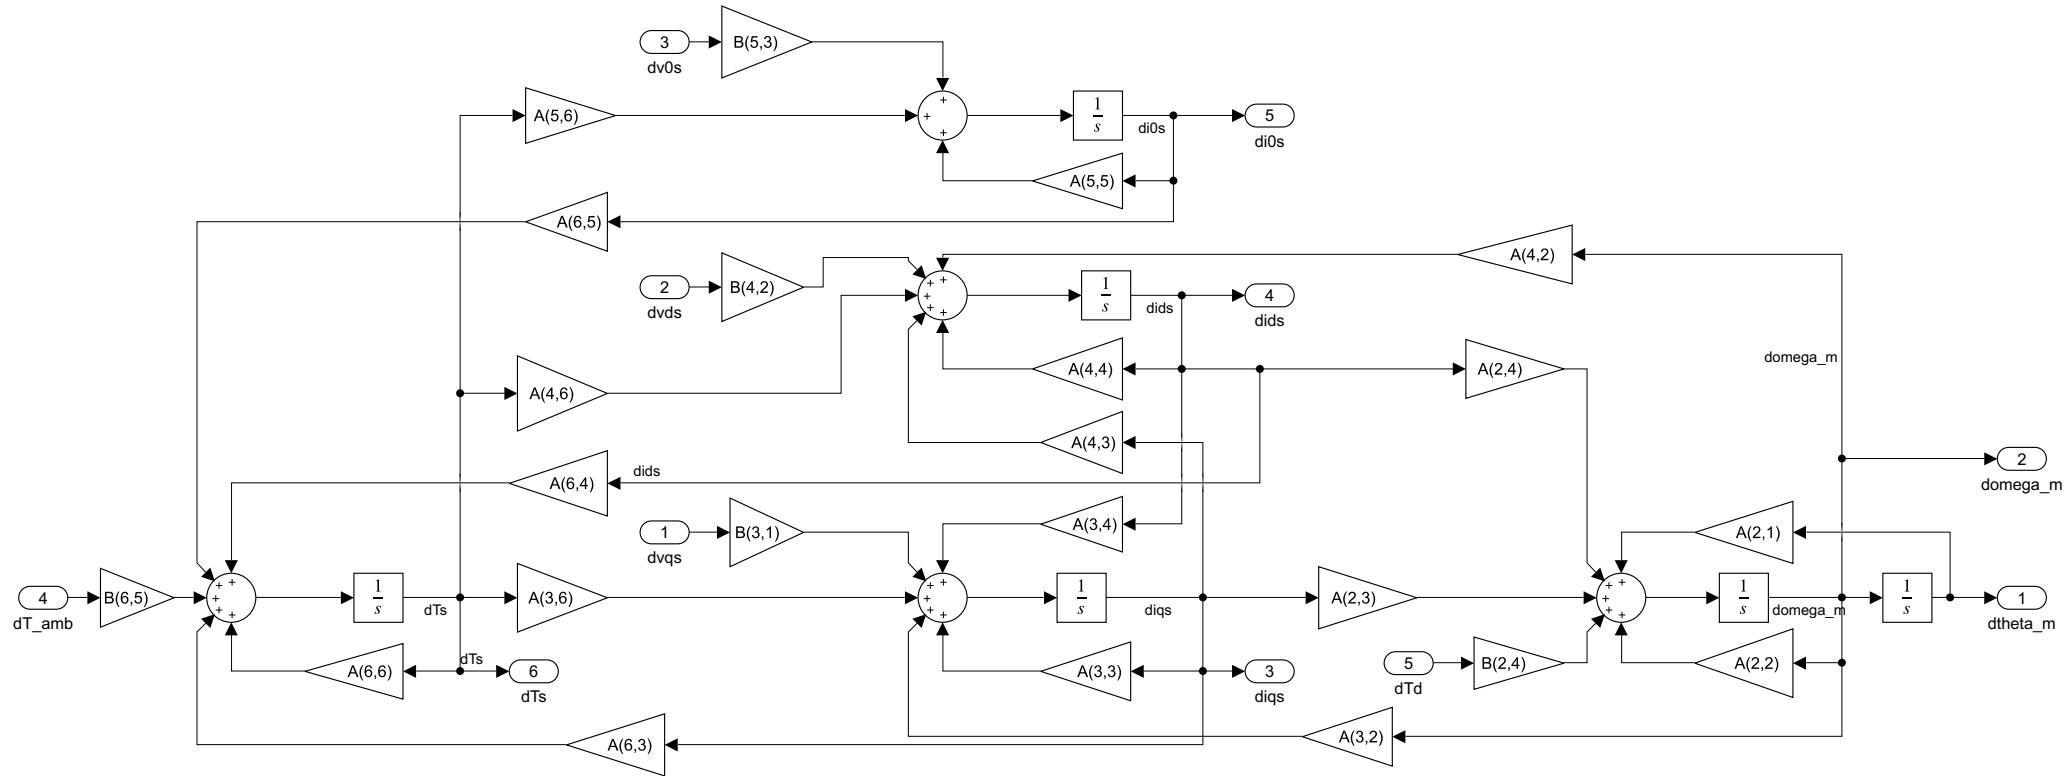 3
dv0s
B(5,3)
+
+
+
A(5,6)
1
s
di0s
5
di0s
A(5,5)
A(6,5)
A(4,2)
2
dvds
B(4,2)
+
+
+
+
+
1
s
dids
4
dids
domega_m
A(4,6)
A(4,4)
A(2,4)
A(4,3)
A(6,4)
dids
2
domega_m
1
dvqs
B(3,1)
A(3,4)
A(2,1)
4
dT_amb
B(6,5)
+
+
+
+
+
1
s
dTs
A(3,6)
+
+
+
+
+
1
s
diqs
A(2,3)
+
+
+
+
+
1
s
domega_m
1
s
1
dtheta_m
A(6,6)
dTs
6
dTs
A(3,3)
3
diqs
5
dTd
B(2,4)
A(2,2)
A(6,3)
A(3,2)